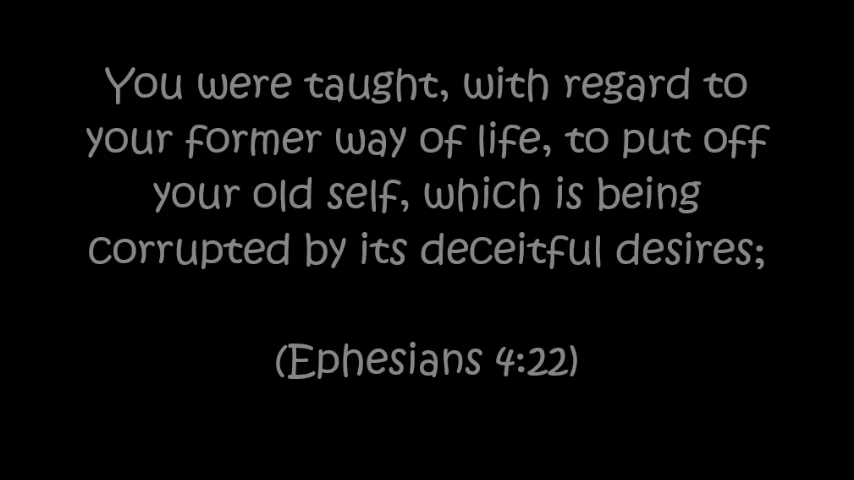 You were taught, with regard to
your former way of life, to put off
your old self, which is being
corrupted by its deceitful desires;
(Ephesians 4:22)